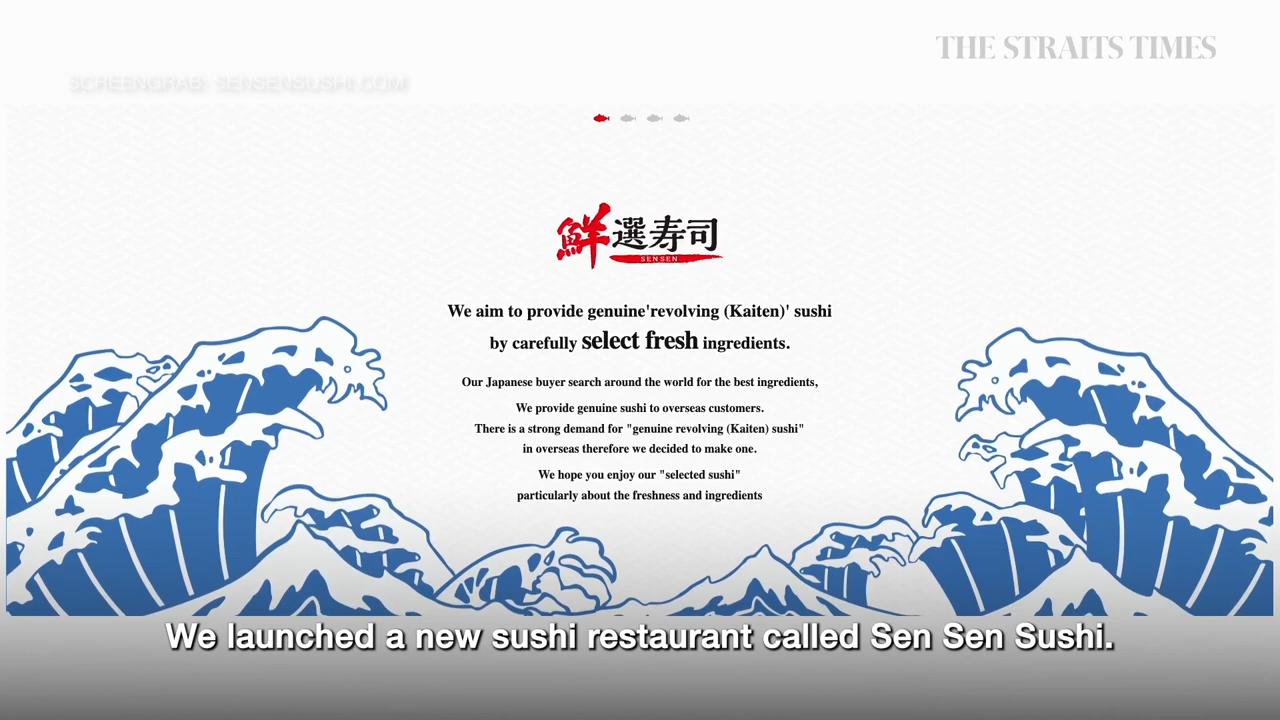 THE STRAITS TIMES
SCREENGRAB: SENSENSUSHI.COM
鮮選寿司
SENSEN
We aim to provide genuine'revolving (Kaiten)' sushi
by carefully select fresh ingredients.
Our Japanese buyer search around the world for the best ingredients,
We provide genuine sushi to overseas customers.
There is a strong demand for "genuine revolving (Kaiten) sushi"
in overseas therefore we decided to make one.
We hope you enjoy our "selected sushi"
particularly about the freshness and ingredients
We launched a new sushi restaurant called Sen Sen Sushi.